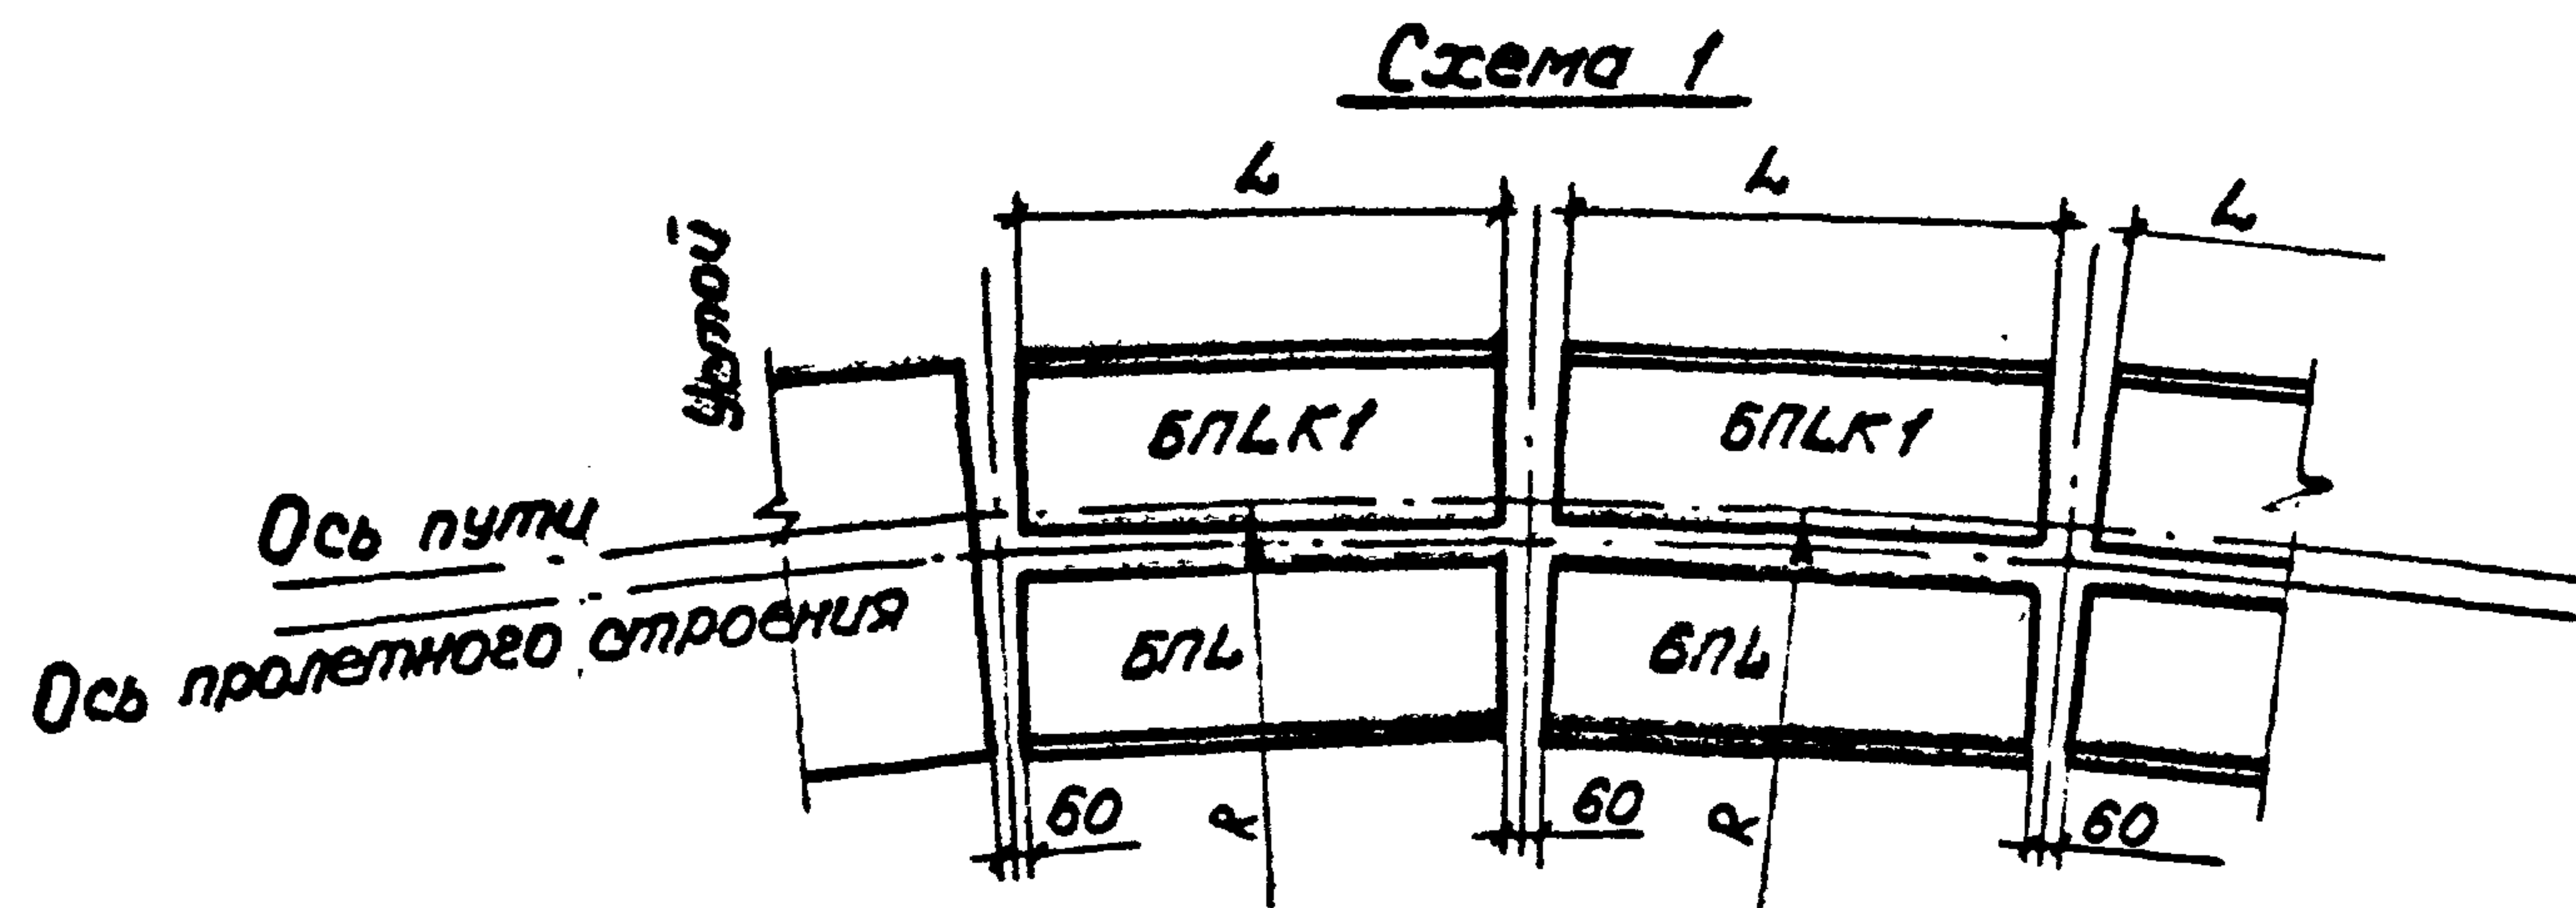 Схема 1
L
L
L
Устой
БПLК1
БПLК1
Ось пути
Ось пролетного строения
БПL
БПL
60
R
60
R
60